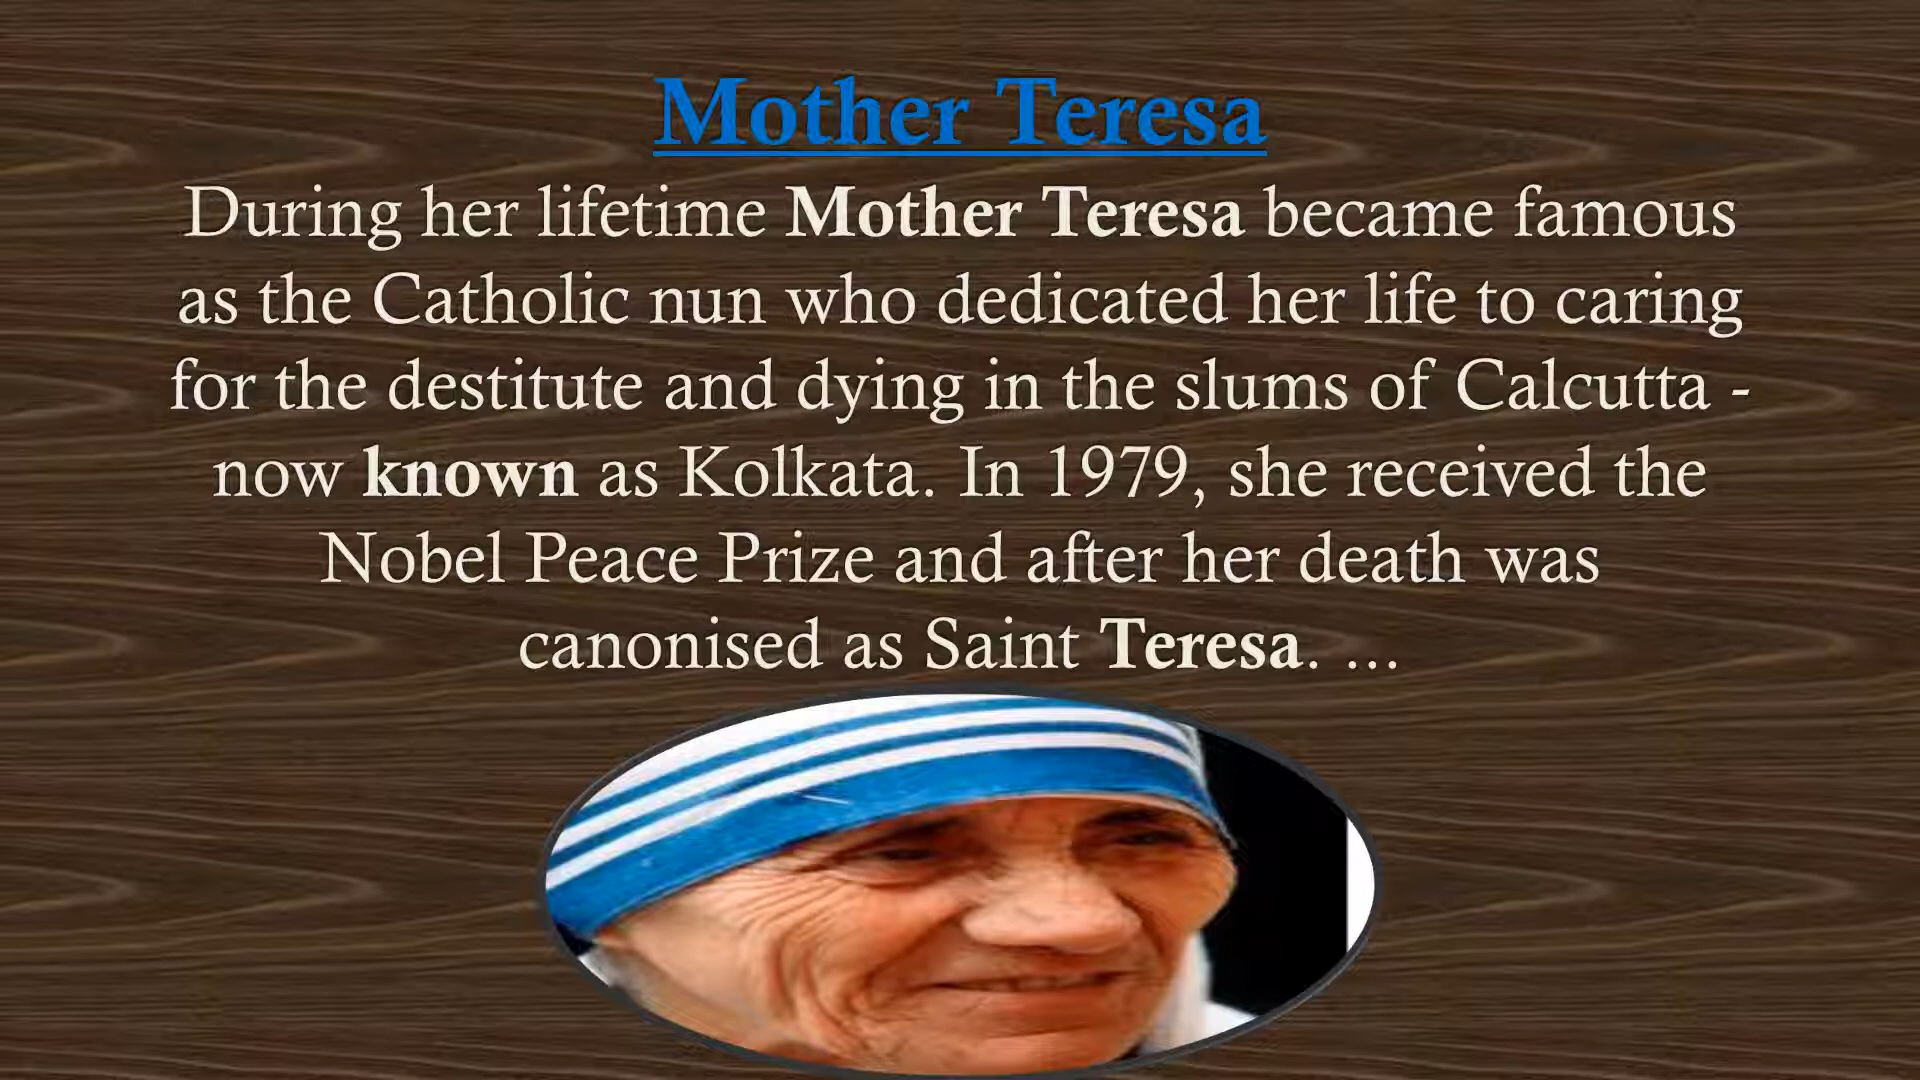 Mother Teresa
During her lifetime Mother Teresa became famous
as the Catholic nun who dedicated her life to caring
for the destitute and dying in the slums of Calcutta -
now known as Kolkata. In 1979, she received the
Nobel Peace Prize and after her death was
canonised as Saint Teresa. ...